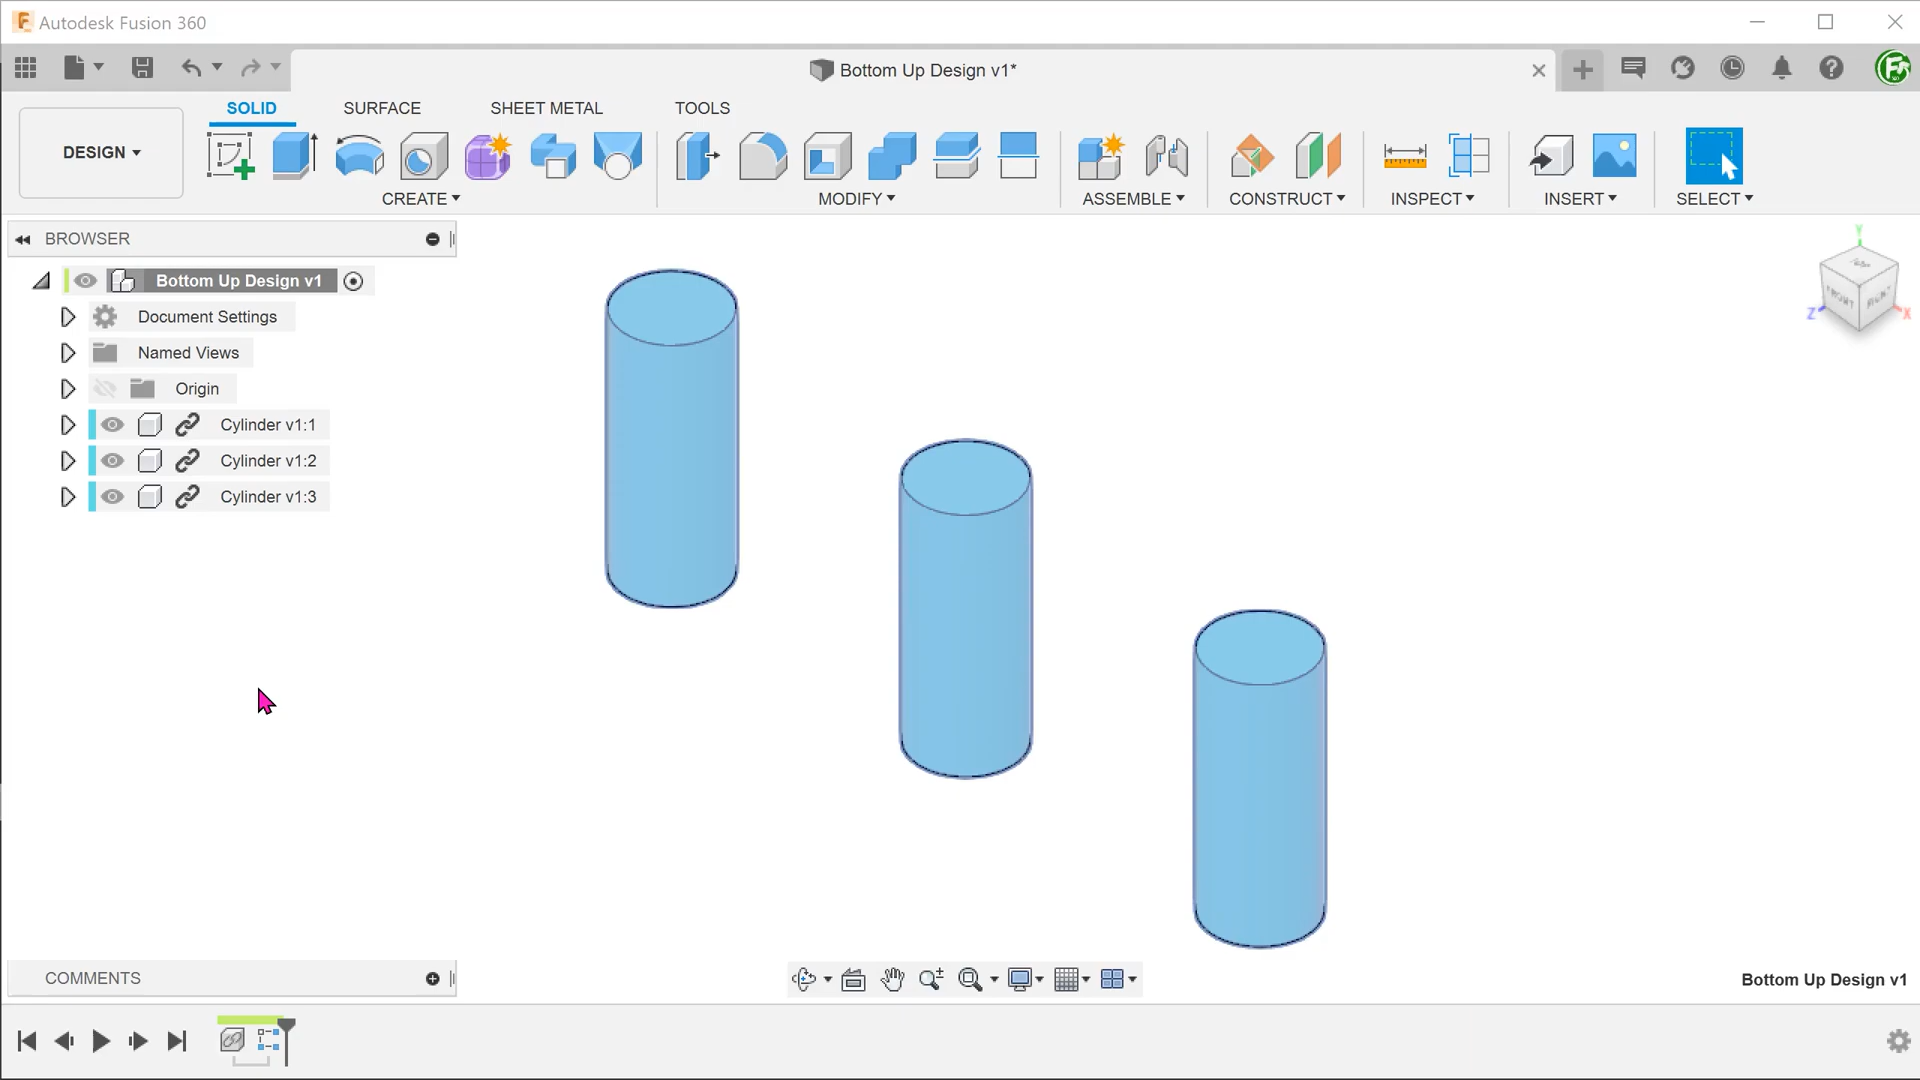 Autodesk Fusion 360
Bottom Up Design v1*
SOLID
SURFACE
SHEET METAL
TOOLS
DESIGN
CREATE
MODIFY
ASSEMBLE
CONSTRUCT
INSPECT
INSERT
SELECT
BROWSER
Bottom Up Design v1
Document Settings
Named Views
Origin
Cylinder v1:1
Cylinder v1:2
Cylinder v1:3
Y
FRONT
RIGHT
Z
X
COMMENTS
Bottom Up Design v1